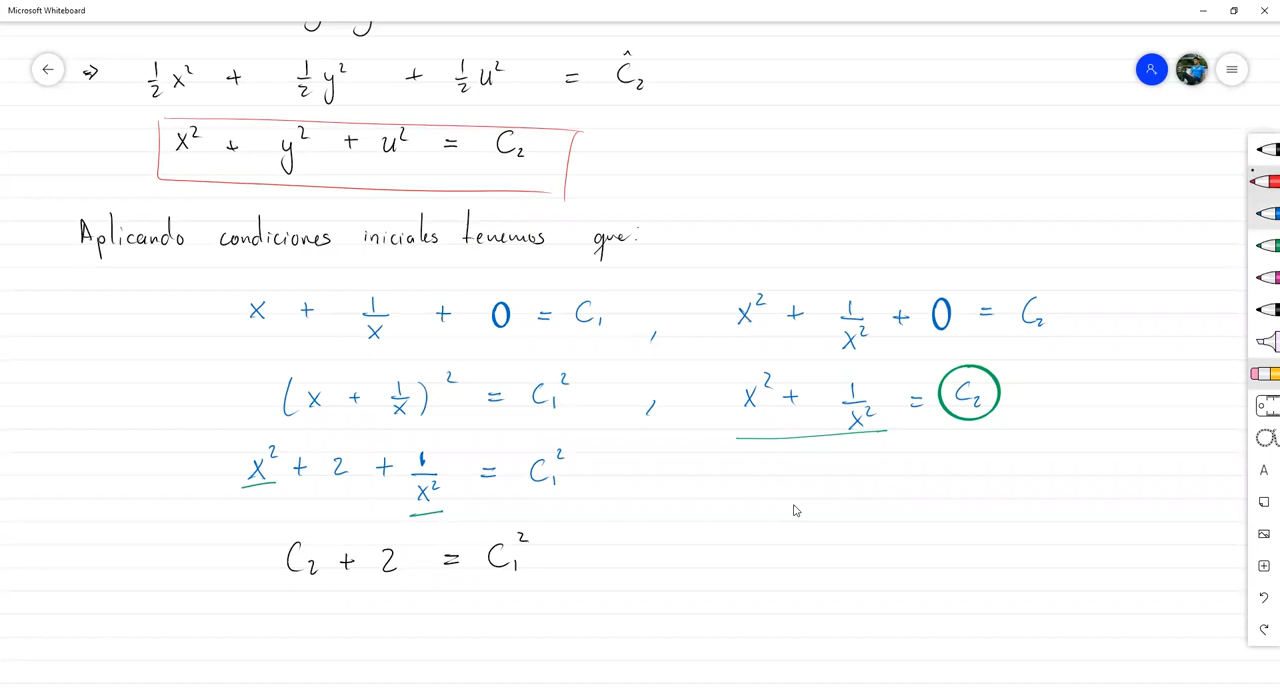 Microsoft Whiteboard
⇒ 1/2 x² + 1/2 y² + 1/2 u² = Ĉ₂
x² + y² + u² = C₂
Aplicando condiciones iniciales tenemos que:
x + 1/x + 0 = C₁ , x² + 1/x² + 0 = C₂
(x + 1/x)² = C₁² , x² + 1/x² = C₂
x² + 2 + 1/x² = C₁²
C₂ + 2 = C₁²